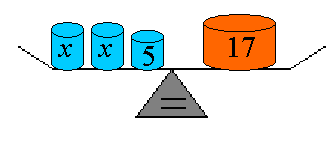 x x 5 17
=